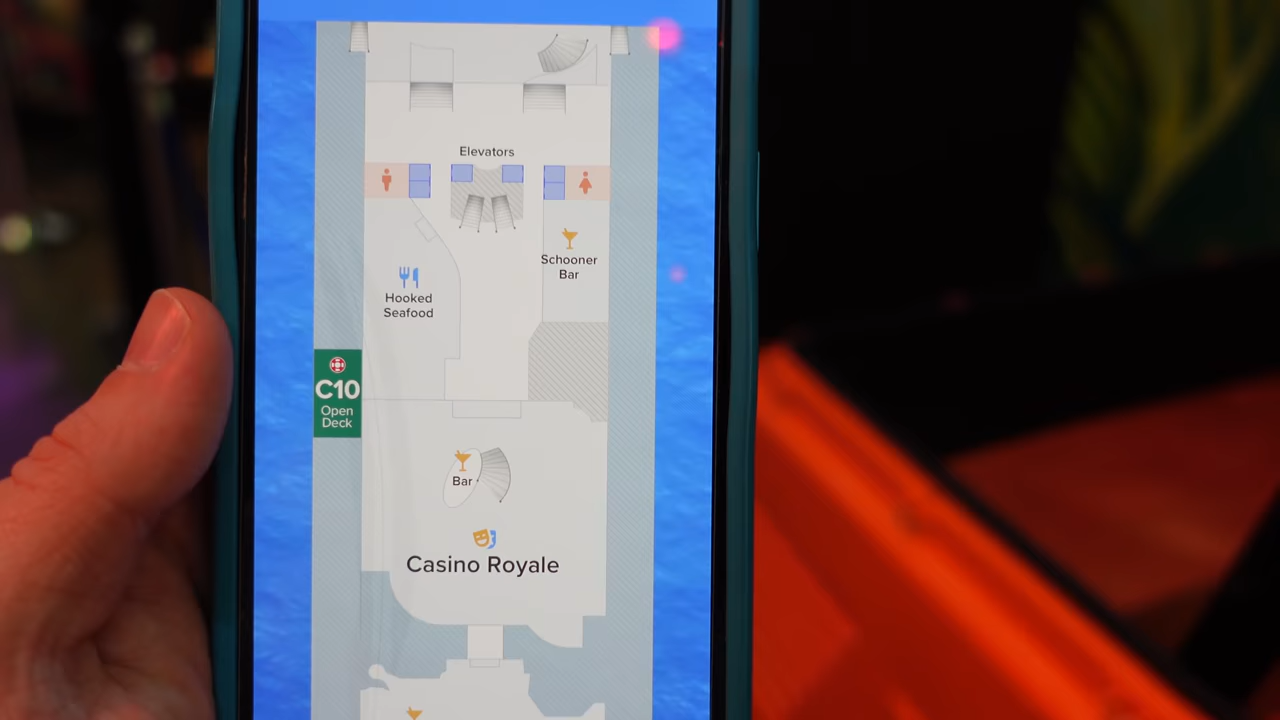 Elevators
Schooner
Bar
Hooked
Seafood
C10
Open
Deck
Bar
Casino Royale